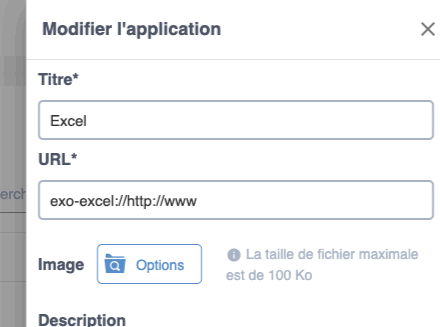 Modifier l'application
Titre*
Excel
URL*
exo-excel://http://www
Image
Options
La taille de fichier maximale
est de 100 Ko
Description
erch